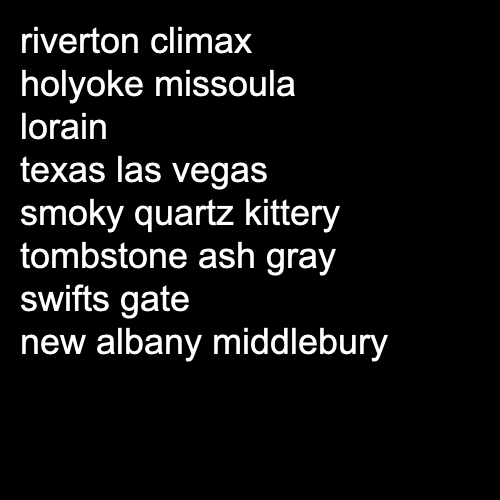 riverton climax
holyoke missoula
lorain
texas las vegas
smoky quartz kittery
tombstone ash gray
swifts gate
new albany middlebury